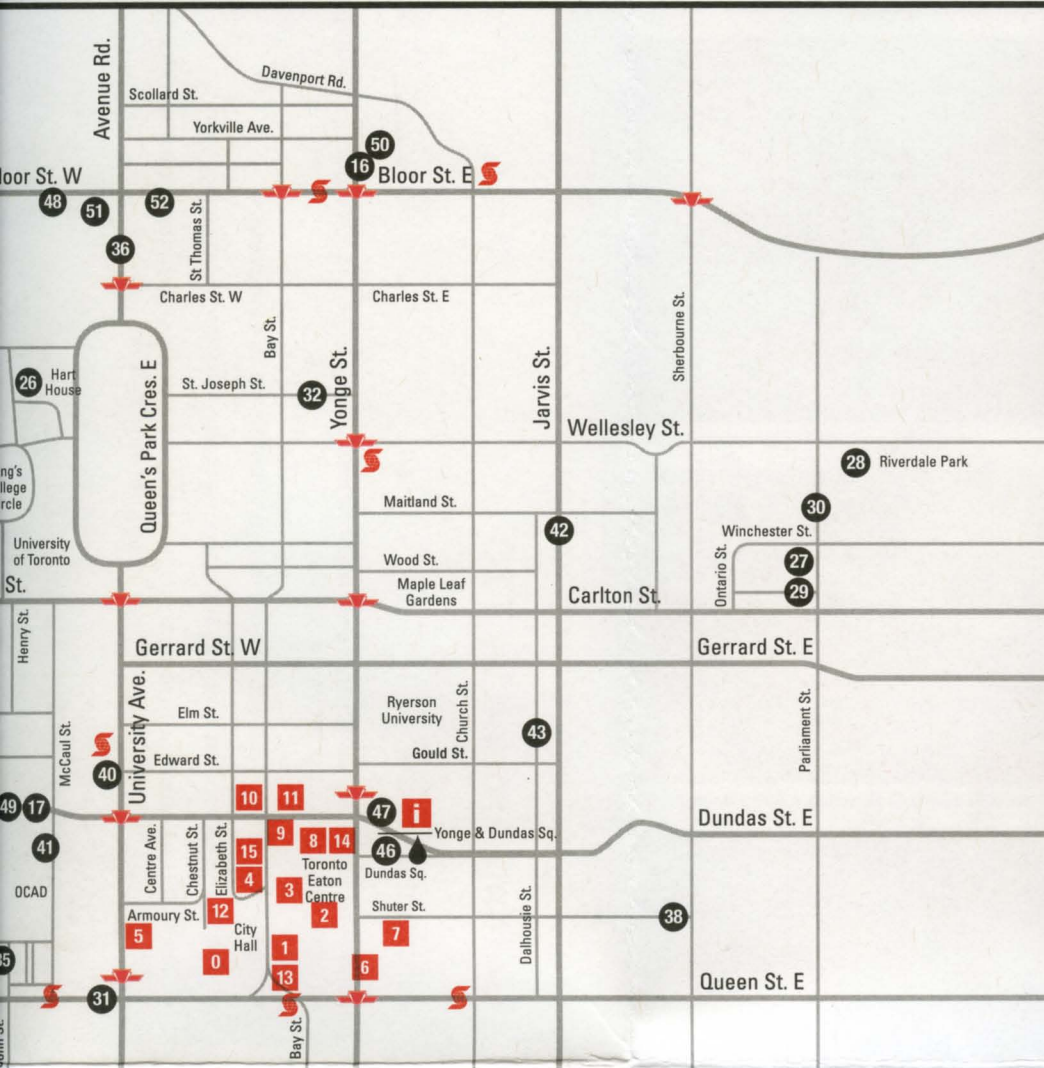 Avenue Rd.
Davenport Rd.
Scollard St.
Yorkville Ave.
50
16
loor St. W
Bloor St. E
48
51
52
St Thomas St.
36
Charles St. W
Charles St. E
Bay St.
Yonge St.
Jarvis St.
Sherbourne St.
26
Hart
House
Queen's Park Cres. E
St. Joseph St.
32
Wellesley St.
28
Riverdale Park
ng's
llege
rcle
Maitland St.
30
42
Winchester St.
University
of Toronto
Wood St.
27
Ontario St.
St.
Maple Leaf
Gardens
Carlton St.
29
Henry St.
Gerrard St. W
Gerrard St. E
University Ave.
Elm St.
Ryerson
University
Church St.
43
Parliament St.
McCaul St.
Gould St.
Edward St.
40
10
11
49
17
47
i
Dundas St. E
9
8
14
Yonge & Dundas Sq.
41
Centre Ave.
Chestnut St.
Elizabeth St.
15
46
Toronto
Eaton
Centre
Dundas Sq.
4
3
OCAD
12
2
Shuter St.
Dalhousie St.
38
Armoury St.
5
City
Hall
7
1
0
6
13
35
Queen St. E
31
Bay St.